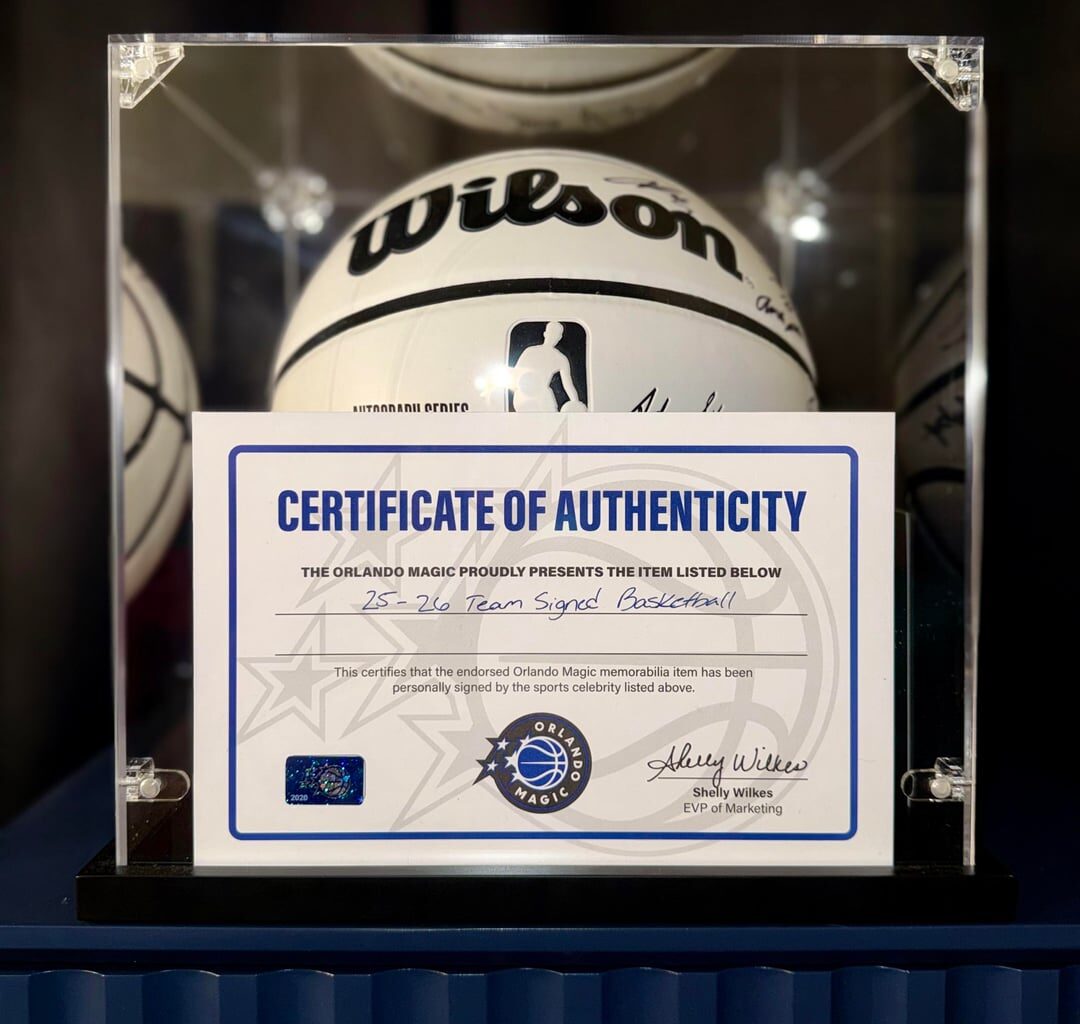 Wilson
AUTOGRAPH SERIES
CERTIFICATE OF AUTHENTICITY
THE ORLANDO MAGIC PROUDLY PRESENTS THE ITEM LISTED BELOW
25-26 Team Signed Basketball
This certifies that the endorsed Orlando Magic memorabilia item has been
personally signed by the sports celebrity listed above.
2020
ORLANDO
MAGIC
Shelly Wilkes
Shelly Wilkes
EVP of Marketing